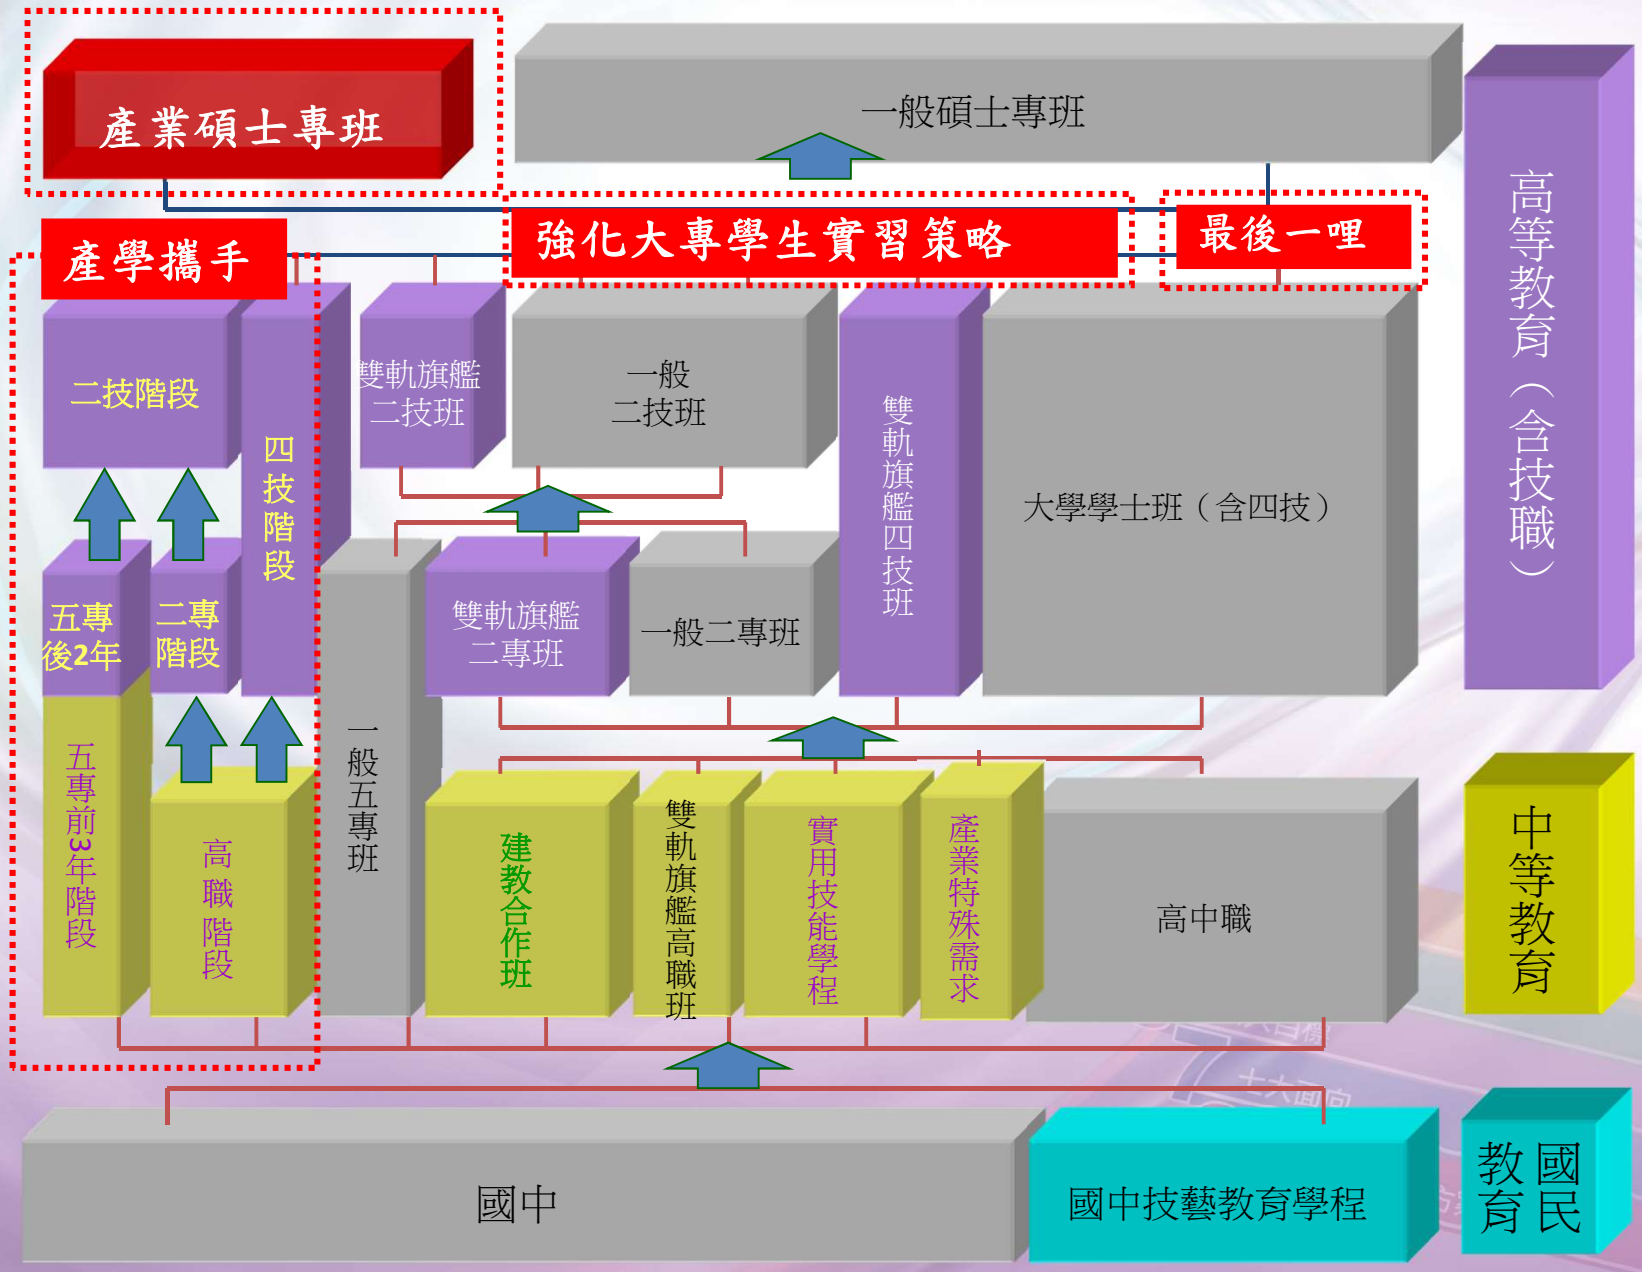 產業碩士專班
一般碩士專班
產學攜手
強化大專學生實習策略
最後一哩
高等教育（含技職）
二技階段
四技階段
雙軌旗艦
二技班
一般
二技班
雙軌旗艦四技班
大學學士班（含四技）
五專
後2年
二專
階段
一般五專班
雙軌旗艦
二專班
一般二專班
五專前3年階段
高職階段
建教合作班
雙軌旗艦高職班
實用技能學程
產業特殊需求
高中職
中等教育
國中
國中技藝教育學程
國民
教育